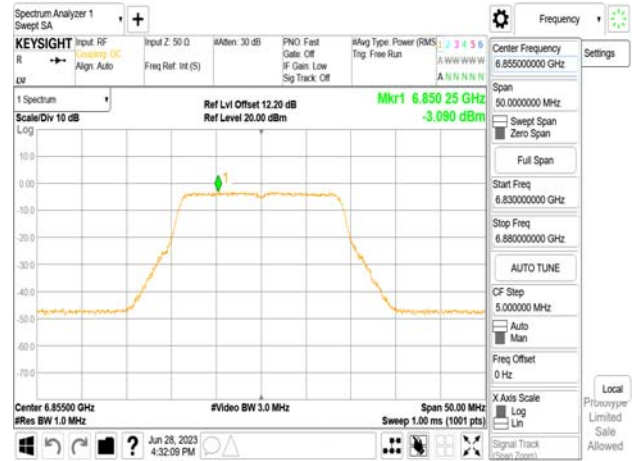 Spectrum Analyzer 1
Swept SA
+
Frequency
KEYSIGHT
Input: RF
Coupling: DC
Align: Auto
Input Z: 50 Ω
Freq Ref: Int (S)
#Atten: 30 dB
PNO: Fast
Gate: Off
IF Gain: Low
Sig Track: Off
#Avg Type: Power (RMS
Trig: Free Run
1 2 3 4 5 6
A W W W W W
A N N N N N
R
LV
1 Spectrum
Scale/Div 10 dB
Log
Ref Lvl Offset 12.20 dB
Ref Level 20.00 dBm
Mkr1 6.850 25 GHz
-3.090 dBm
1
10.0
0.00
-10.0
-20.0
-30.0
-40.0
-50.0
-60.0
-70.0
Center 6.85500 GHz
#Res BW 1.0 MHz
#Video BW 3.0 MHz
Span 50.00 MHz
Sweep 1.00 ms (1001 pts)
Jun 28, 2023
4:32:09 PM
Center Frequency
6.855000000 GHz
Settings
Span
50.0000000 MHz
Swept Span
Zero Span
Full Span
Start Freq
6.830000000 GHz
Stop Freq
6.880000000 GHz
AUTO TUNE
CF Step
5.000000 MHz
Auto
Man
Freq Offset
0 Hz
X Axis Scale
Log
Lin
Signal Track
(Span Zoom)
Local
Prototype
Limited
Sale
Allowed